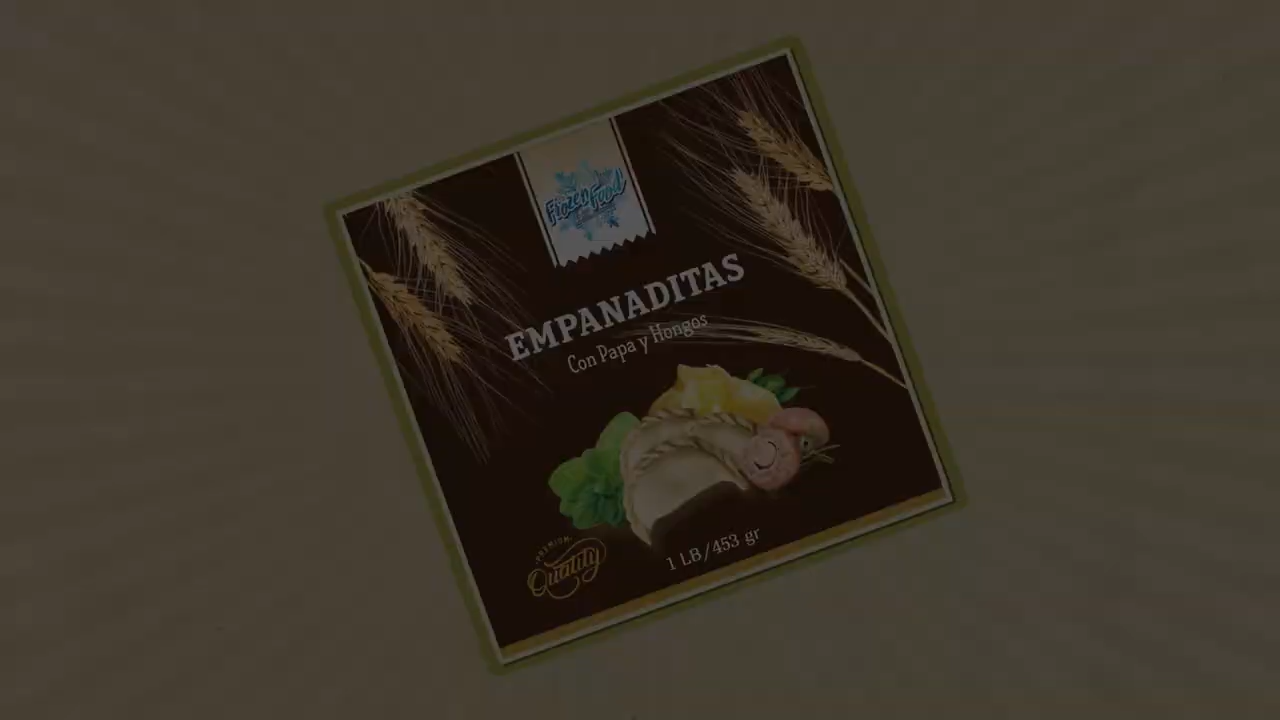 Frozen Food
EMPANADITAS
Con Papa y Hongos
PREMIUM
Quality
1 LB/453 gr